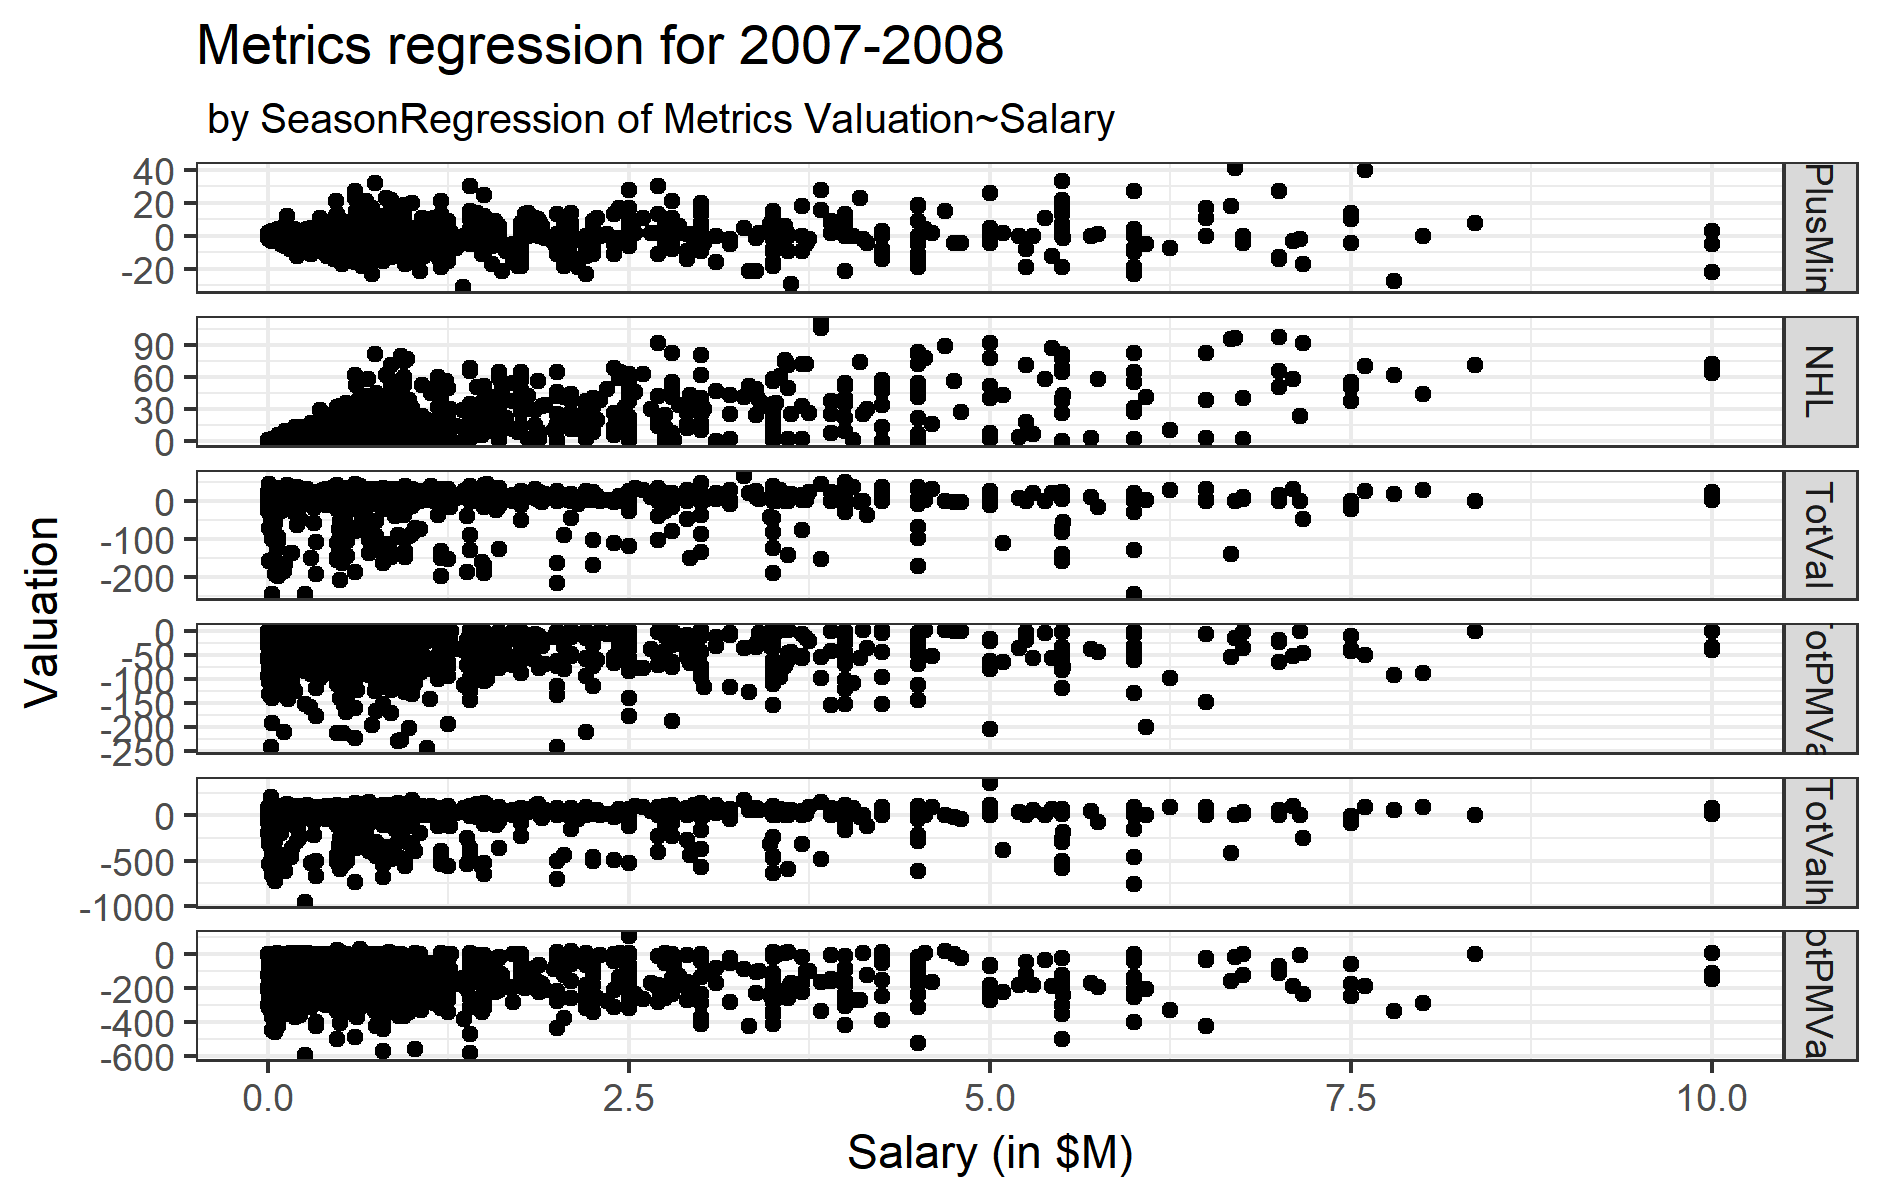 Metrics regression for 2007-2008
by SeasonRegression of Metrics Valuation~Salary
Valuation
40
20
0
-20
PlusMin
90
60
30
0
NHL
0
-100
-200
TotVal
0
-50
-100
-150
-200
-250
TotPMVa
0
-500
-1000
TotValh
0
-200
-400
-600
otPMVa
0.0 2.5 5.0 7.5 10.0
Salary (in $M)